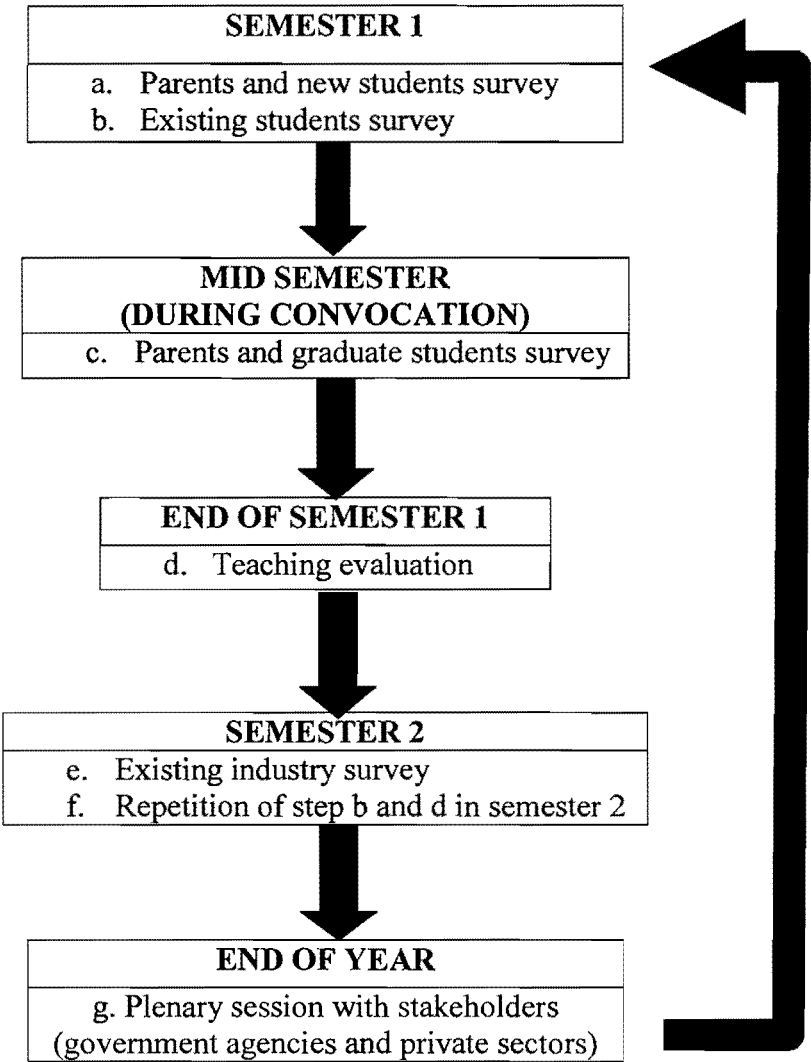 SEMESTER 1
a. Parents and new students survey
b. Existing students survey
MID SEMESTER
(DURING CONVOCATION)
c. Parents and graduate students survey
END OF SEMESTER 1
d. Teaching evaluation
SEMESTER 2
e. Existing industry survey
f. Repetition of step b and d in semester 2
END OF YEAR
g. Plenary session with stakeholders
(government agencies and private sectors)